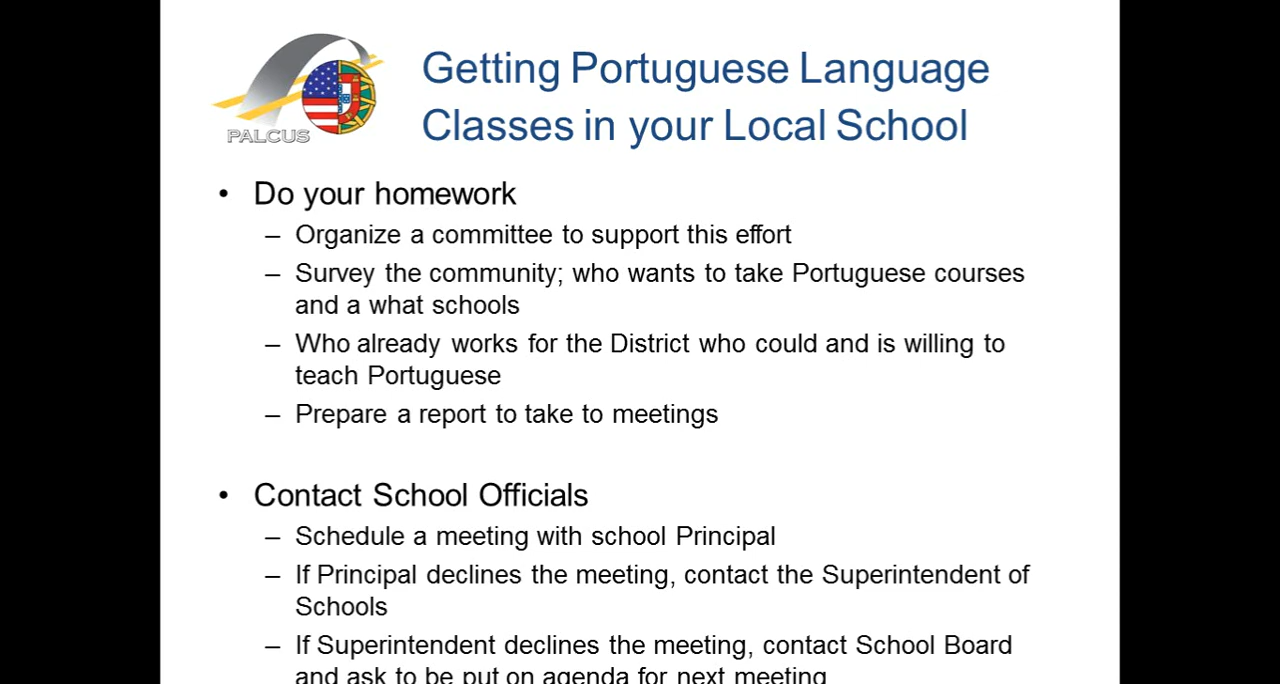 PALCUS
Getting Portuguese Language
Classes in your Local School
• Do your homework
– Organize a committee to support this effort
– Survey the community; who wants to take Portuguese courses
and a what schools
– Who already works for the District who could and is willing to
teach Portuguese
– Prepare a report to take to meetings
• Contact School Officials
– Schedule a meeting with school Principal
– If Principal declines the meeting, contact the Superintendent of
Schools
– If Superintendent declines the meeting, contact School Board
and ask to be put on agenda for next meeting